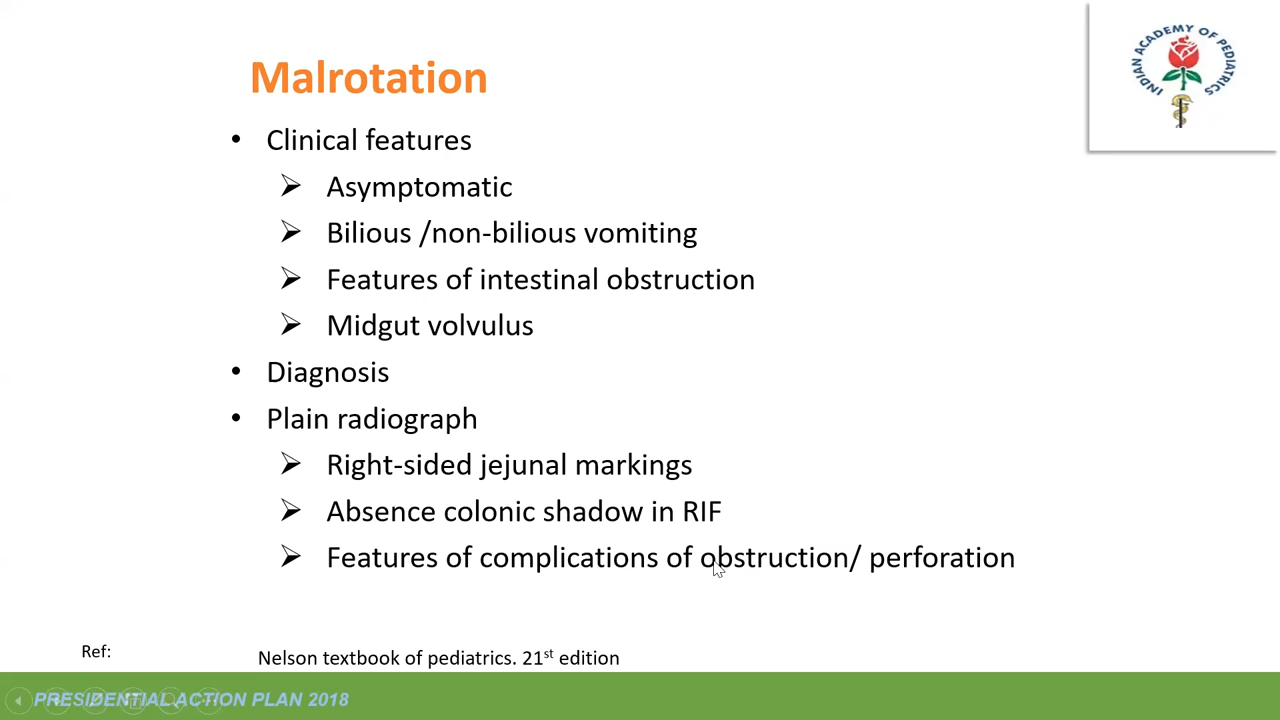 INDIAN ACADEMY OF PEDIATRICS
Malrotation
• Clinical features
➢ Asymptomatic
➢ Bilious /non-bilious vomiting
➢ Features of intestinal obstruction
➢ Midgut volvulus
• Diagnosis
• Plain radiograph
➢ Right-sided jejunal markings
➢ Absence colonic shadow in RIF
➢ Features of complications of obstruction/ perforation
Ref: Nelson textbook of pediatrics. 21st edition
PRESIDENTIAL ACTION PLAN 2018